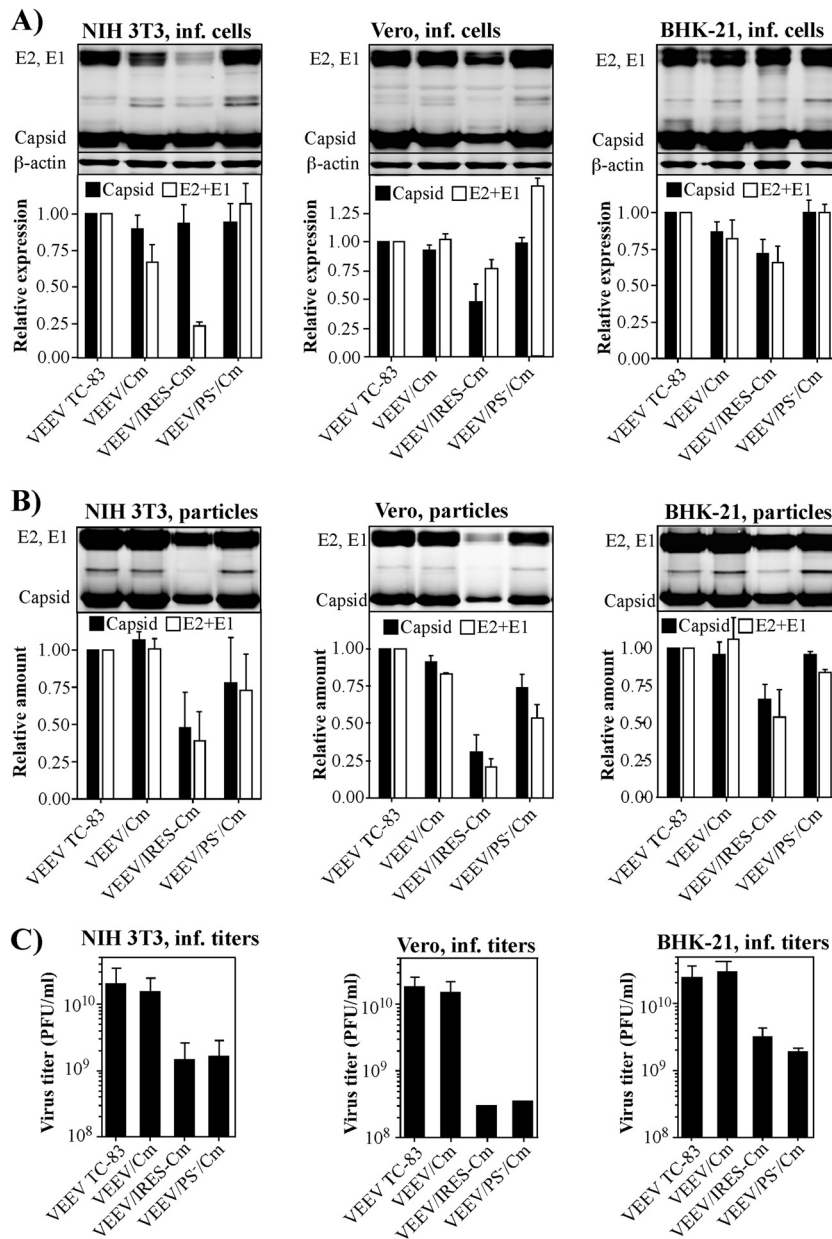 A)
NIH 3T3, inf. cells
E2, E1
Capsid
β-actin
Capsid E2+E1
Relative expression
1.00
0.75
0.50
0.25
0.00
VEEV TC-83
VEEV/Cm
VEEV/IRES-Cm
VEEV/PS⁻/Cm
Vero, inf. cells
E2, E1
Capsid
β-actin
Capsid E2+E1
Relative expression
1.25
1.00
0.75
0.50
0.25
0.00
VEEV TC-83
VEEV/Cm
VEEV/IRES-Cm
VEEV/PS⁻/Cm
BHK-21, inf. cells
E2, E1
Capsid
β-actin
Capsid E2+E1
Relative expression
1.00
0.75
0.50
0.25
0.00
VEEV TC-83
VEEV/Cm
VEEV/IRES-Cm
VEEV/PS⁻/Cm
B)
NIH 3T3, particles
E2, E1
Capsid
Capsid E2+E1
Relative amount
1.00
0.75
0.50
0.25
0.00
VEEV TC-83
VEEV/Cm
VEEV/IRES-Cm
VEEV/PS⁻/Cm
Vero, particles
E2, E1
Capsid
Capsid E2+E1
Relative amount
1.00
0.75
0.50
0.25
0.00
VEEV TC-83
VEEV/Cm
VEEV/IRES-Cm
VEEV/PS⁻/Cm
BHK-21, particles
E2, E1
Capsid
Capsid E2+E1
Relative amount
1.00
0.75
0.50
0.25
0.00
VEEV TC-83
VEEV/Cm
VEEV/IRES-Cm
VEEV/PS⁻/Cm
C)
NIH 3T3, inf. titers
Virus titer (PFU/ml)
10¹⁰
10⁹
10⁸
VEEV TC-83
VEEV/Cm
VEEV/IRES-Cm
VEEV/PS⁻/Cm
Vero, inf. titers
Virus titer (PFU/ml)
10¹⁰
10⁹
10⁸
VEEV TC-83
VEEV/Cm
VEEV/IRES-Cm
VEEV/PS⁻/Cm
BHK-21, inf. titers
Virus titer (PFU/ml)
10¹⁰
10⁹
10⁸
VEEV TC-83
VEEV/Cm
VEEV/IRES-Cm
VEEV/PS⁻/Cm